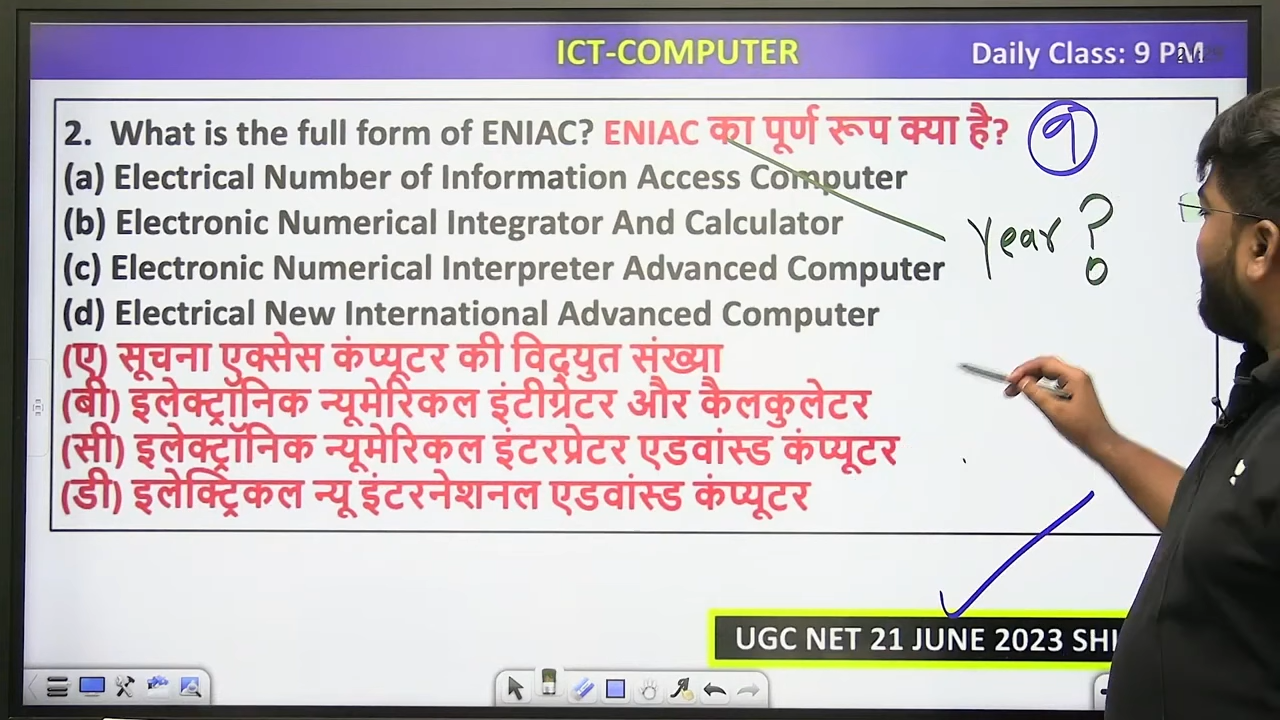 ICT-COMPUTER
Daily Class: 9 PM
2. What is the full form of ENIAC? ENIAC का पूर्ण रूप क्या है?
(a) Electrical Number of Information Access Computer
(b) Electronic Numerical Integrator And Calculator
year ?
(c) Electronic Numerical Interpreter Advanced Computer
(d) Electrical New International Advanced Computer
(ए) सूचना एक्सेस कंप्यूटर की विद्युत संख्या
(बी) इलेक्ट्रॉनिक न्यूमेरिकल इंटीग्रेटर और कैलकुलेटर
(सी) इलेक्ट्रॉनिक न्यूमेरिकल इंटरप्रेटर एडवांस्ड कंप्यूटर
(डी) इलेक्ट्रिकल न्यू इंटरनेशनल एडवांस्ड कंप्यूटर
UGC NET 21 JUNE 2023